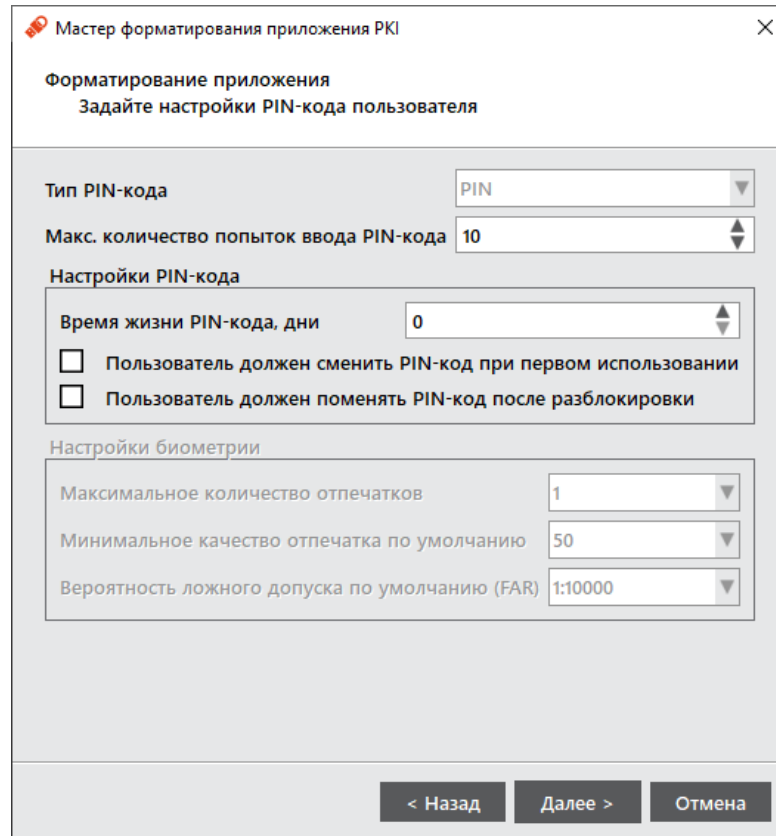 Мастер форматирования приложения PKI
Форматирование приложения
Задайте настройки PIN-кода пользователя
Тип PIN-кода PIN
Макс. количество попыток ввода PIN-кода 10
Настройки PIN-кода
Время жизни PIN-кода, дни 0
Пользователь должен сменить PIN-код при первом использовании
Пользователь должен поменять PIN-код после разблокировки
Настройки биометрии
Максимальное количество отпечатков 1
Минимальное качество отпечатка по умолчанию 50
Вероятность ложного допуска по умолчанию (FAR) 1:10000
< Назад Далее > Отмена